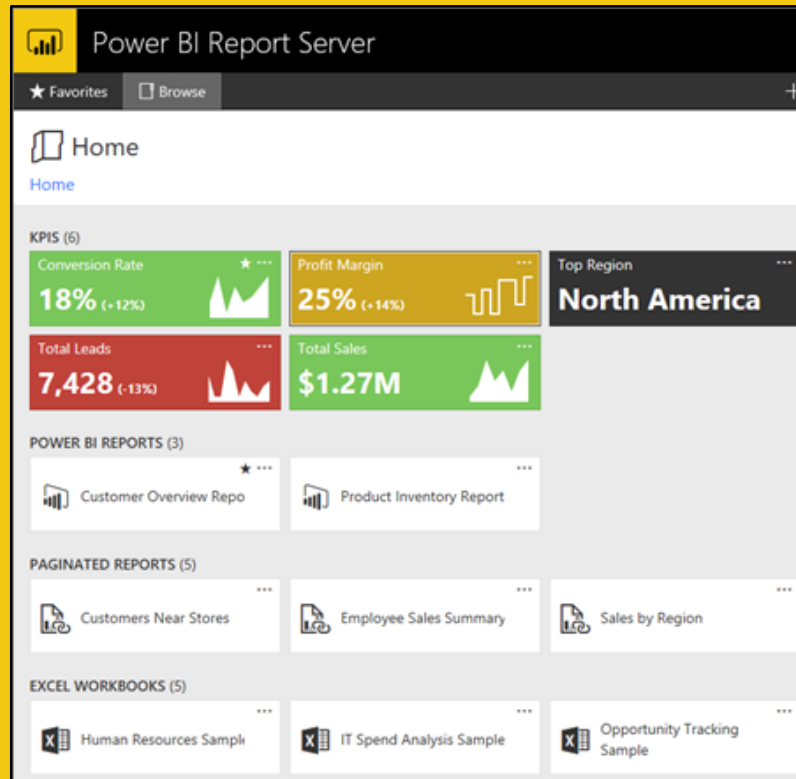 Power BI Report Server
Favorites Browse
Home
Home
KPIS (6)
Conversion Rate
18% (+12%)
Profit Margin
25% (+14%)
Top Region
North America
Total Leads
7,428 (-13%)
Total Sales
$1.27M
POWER BI REPORTS (3)
Customer Overview Repo
Product Inventory Report
PAGINATED REPORTS (5)
Customers Near Stores
Employee Sales Summary
Sales by Region
EXCEL WORKBOOKS (5)
Human Resources Sample
IT Spend Analysis Sample
Opportunity Tracking
Sample